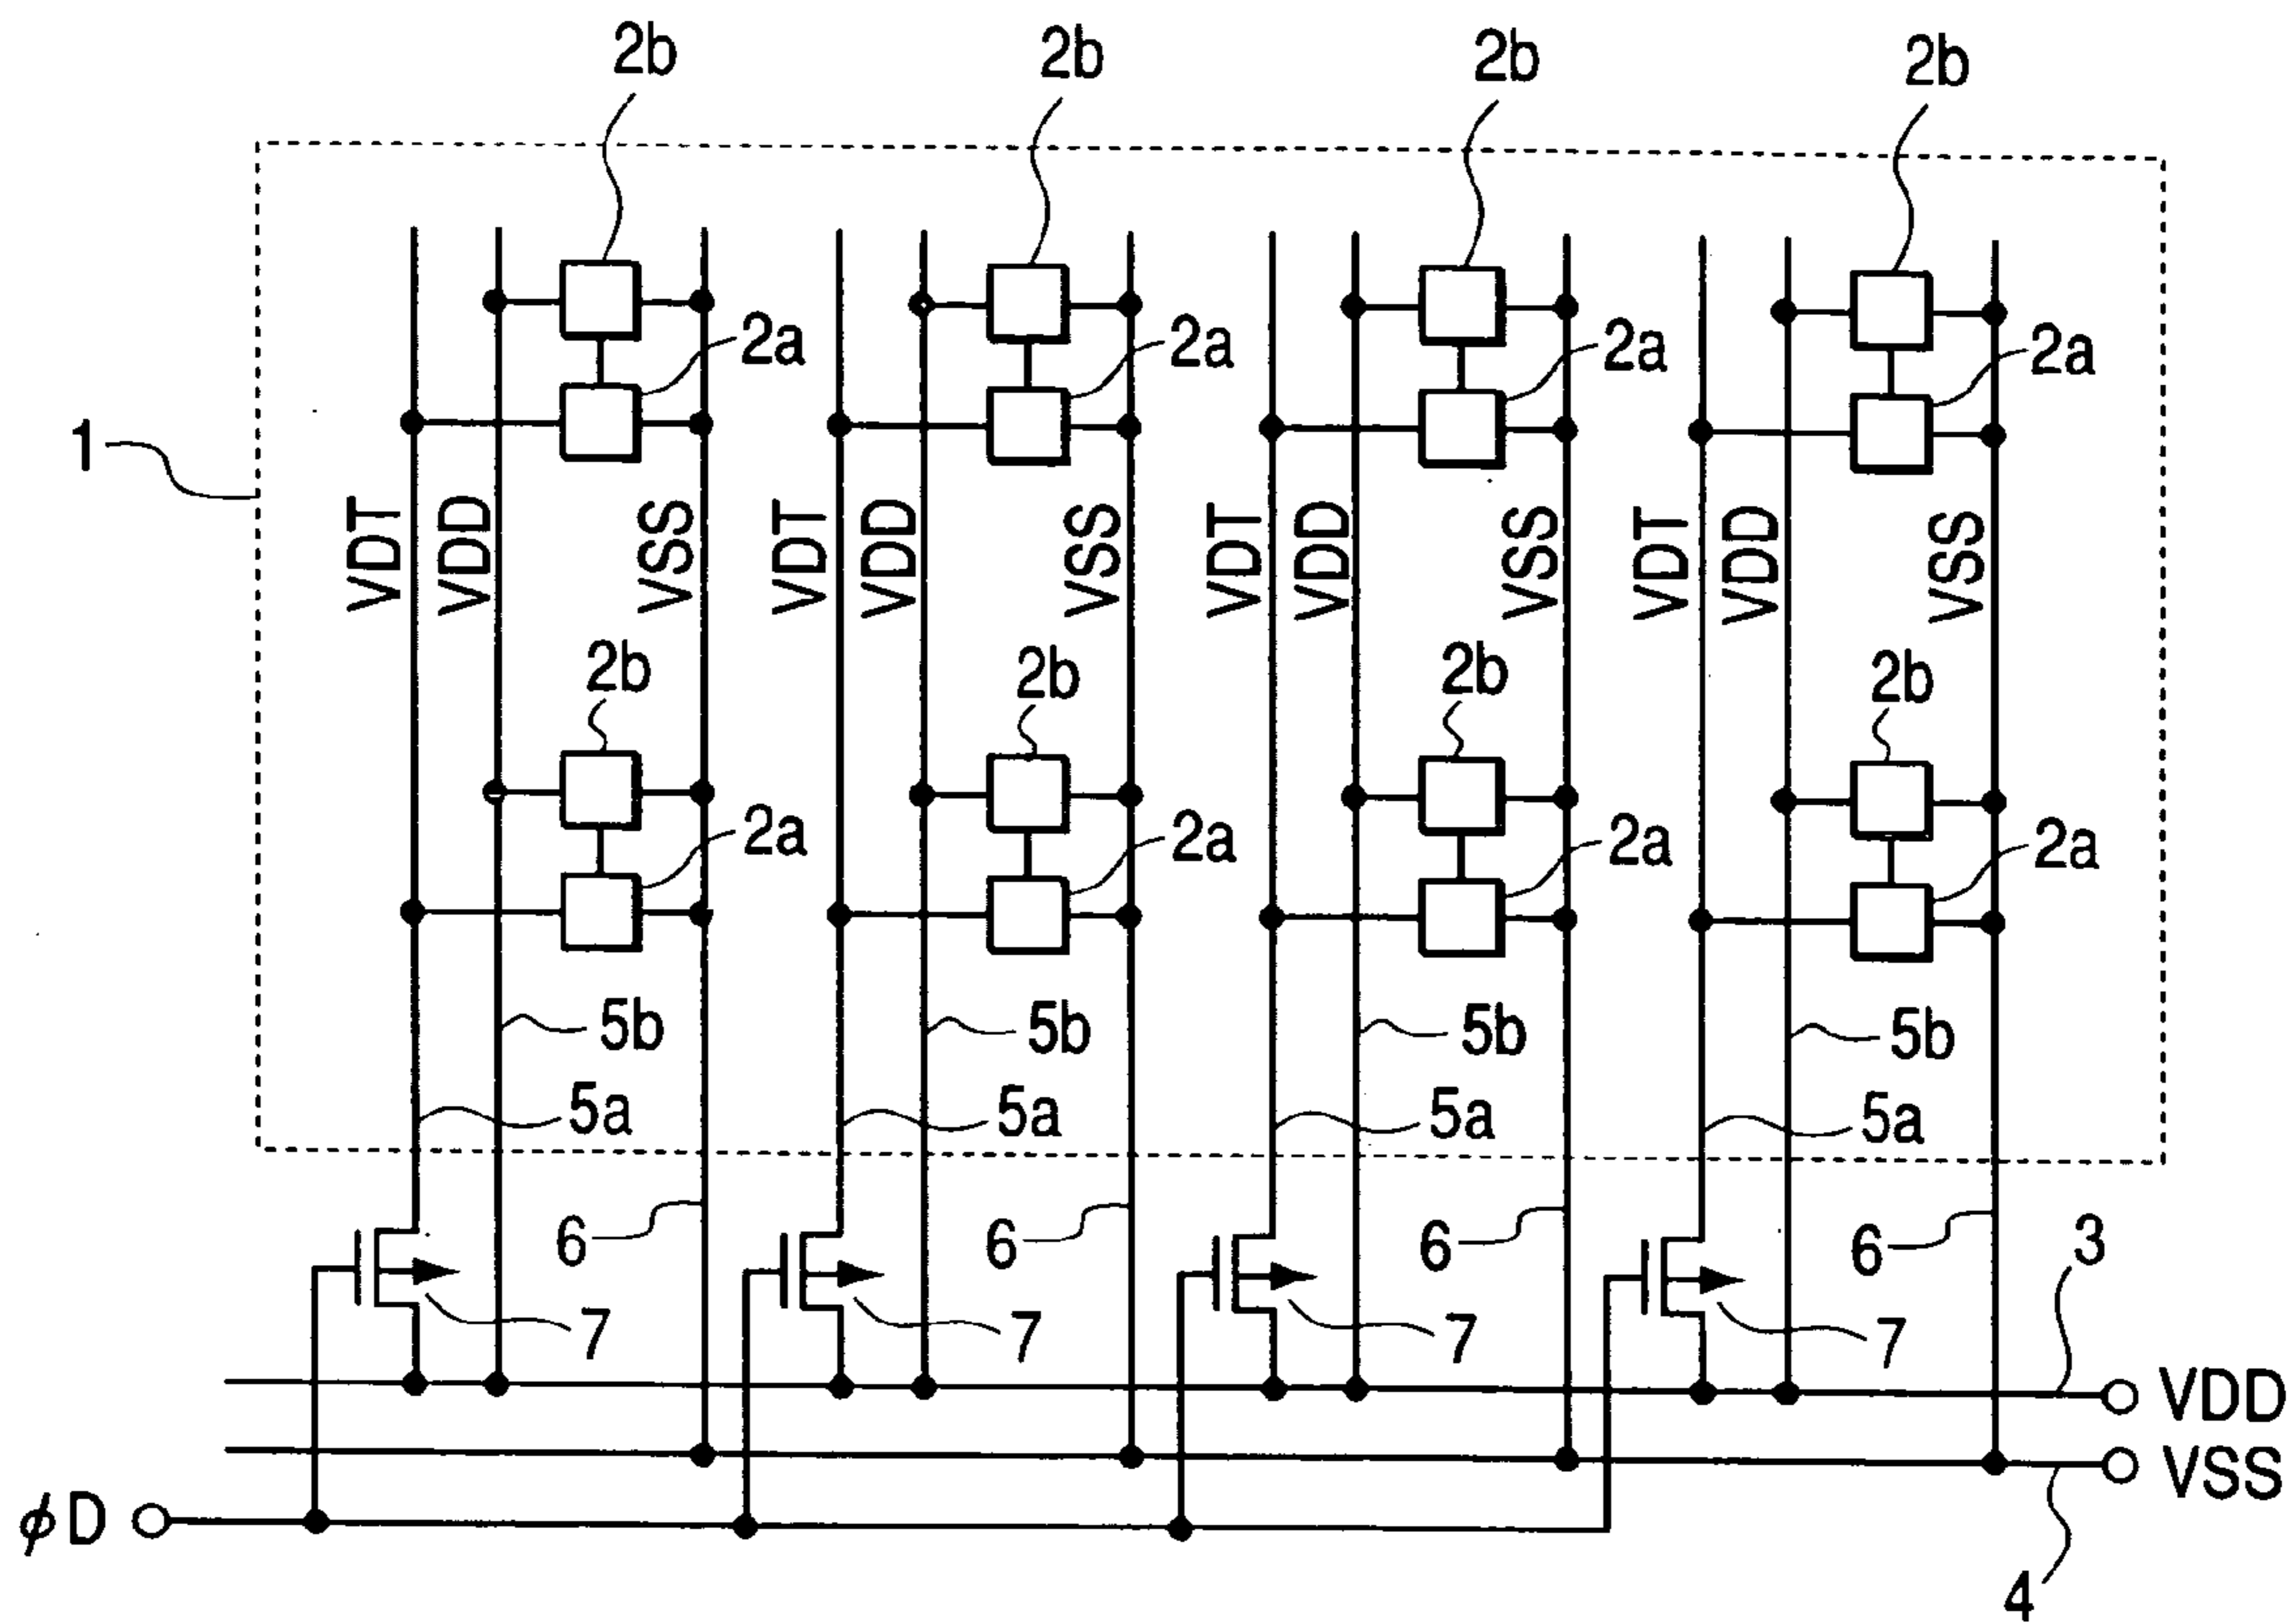 2b 2b 2b 2b
2a 2a 2a 2a
1
VDT VDD VSS VDT VDD VSS VDT VDD VSS VDT VDD VSS
2b 2b 2b 2b
2a 2a 2a 2a
5b 5b 5b 5b
5a 5a 5a 5a
6 6 6 6 3
7 7 7 7
VDD
VSS
ϕD
4